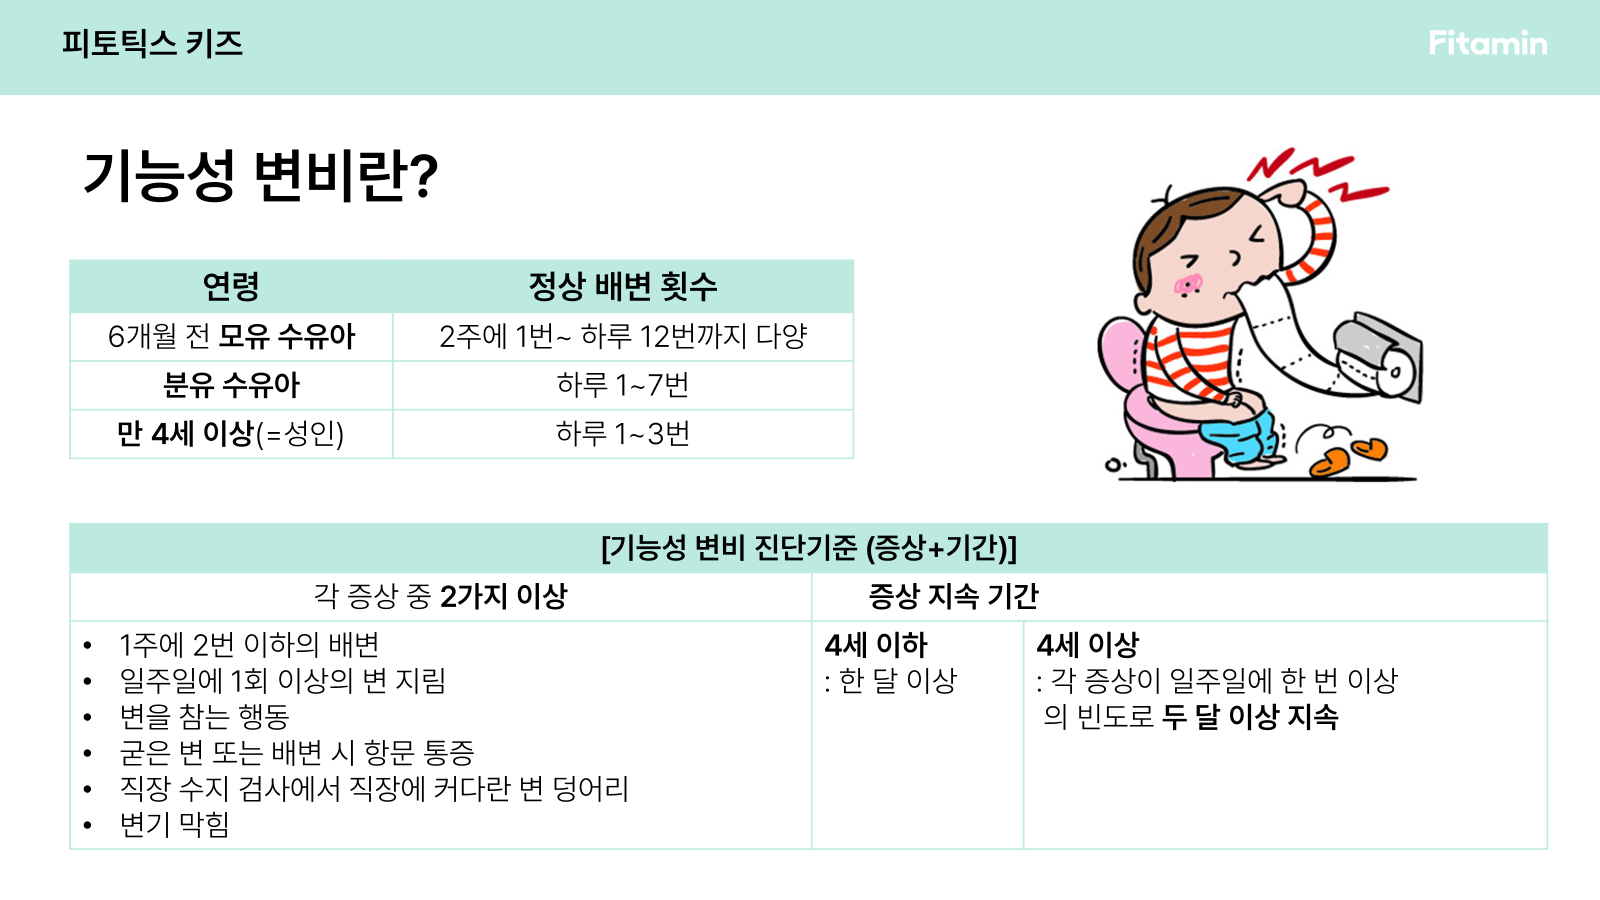 피토틱스 키즈
Fitamin
기능성 변비란?
연령 정상 배변 횟수
6개월 전 모유 수유아 2주에 1번~ 하루 12번까지 다양
분유 수유아 하루 1~7번
만 4세 이상(=성인) 하루 1~3번
[기능성 변비 진단기준 (증상+기간)]
각 증상 중 2가지 이상 증상 지속 기간
• 1주에 2번 이하의 배변
• 일주일에 1회 이상의 변 지림
• 변을 참는 행동
• 굳은 변 또는 배변 시 항문 통증
• 직장 수지 검사에서 직장에 커다란 변 덩어리
• 변기 막힘
4세 이하
: 한 달 이상
4세 이상
: 각 증상이 일주일에 한 번 이상
의 빈도로 두 달 이상 지속